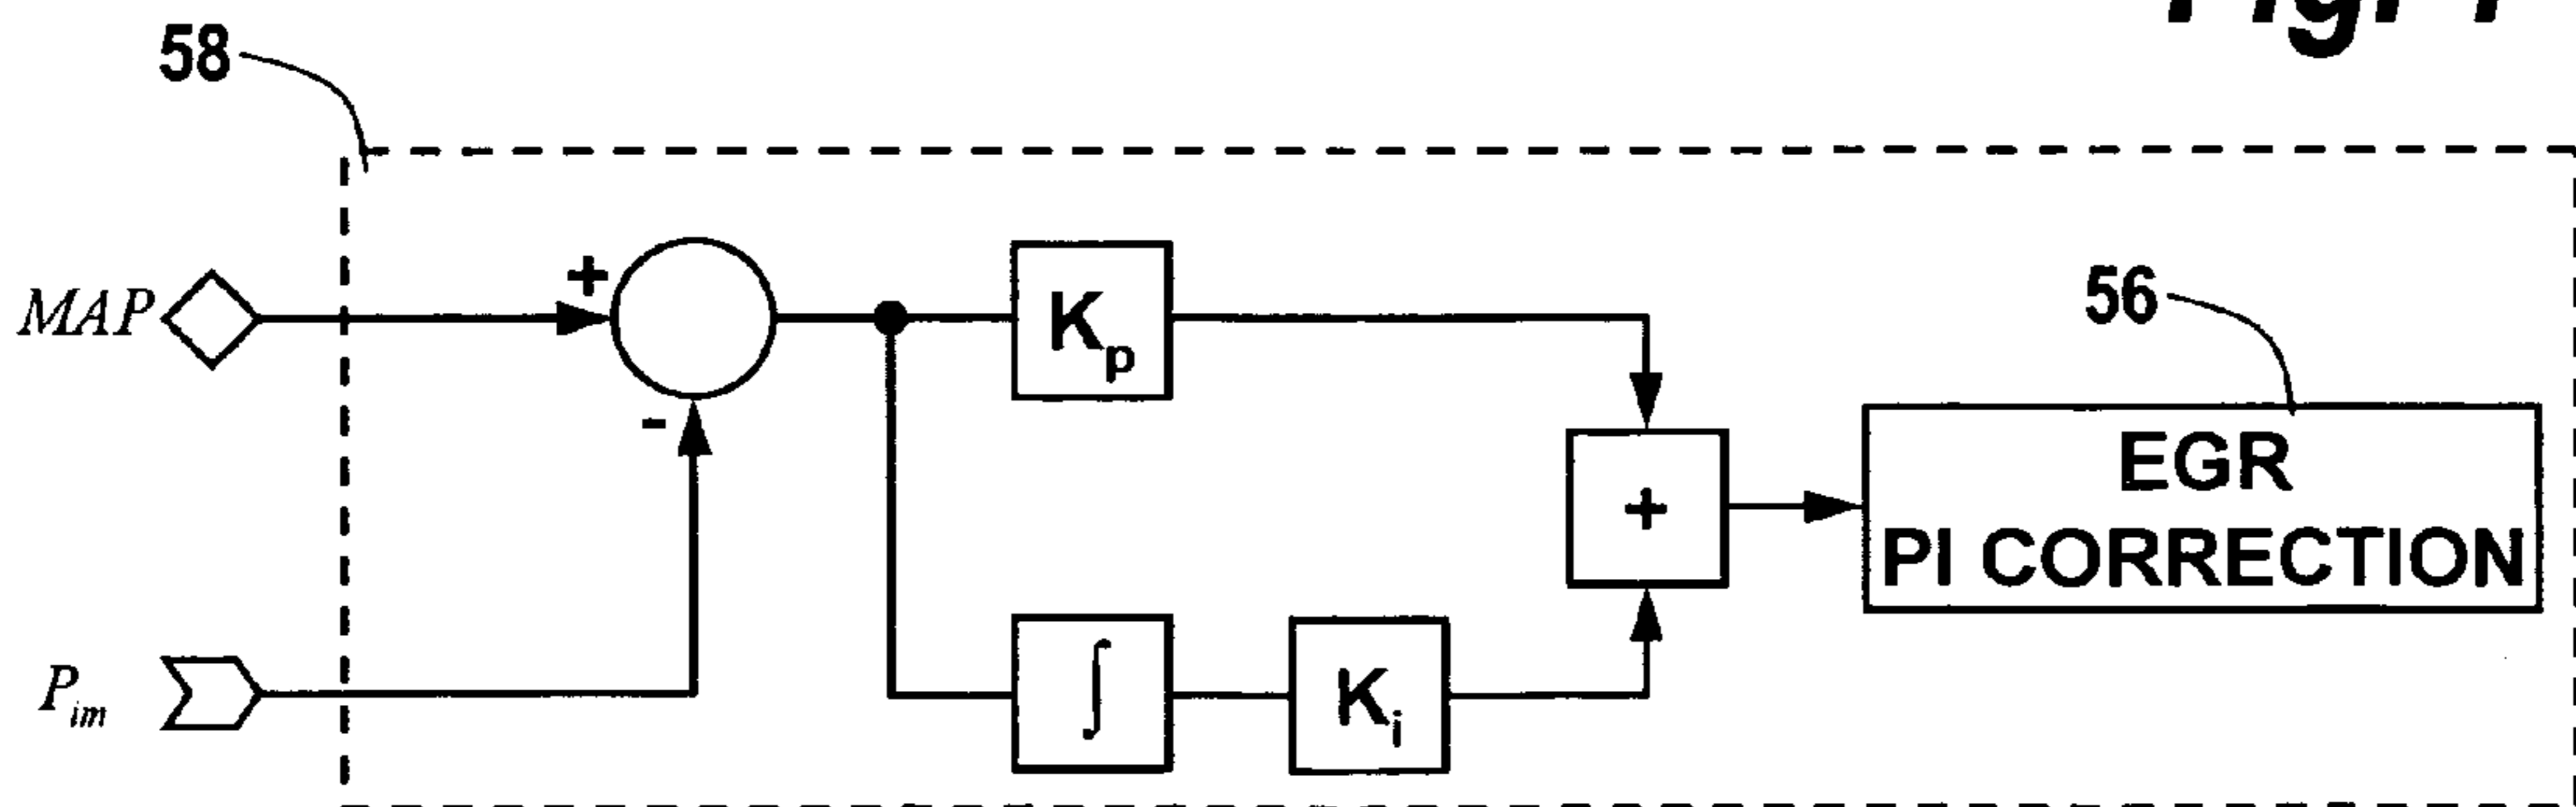 58
MAP
+
-
K_p
56
+
EGR
PI CORRECTION
P_im
∫
K_i